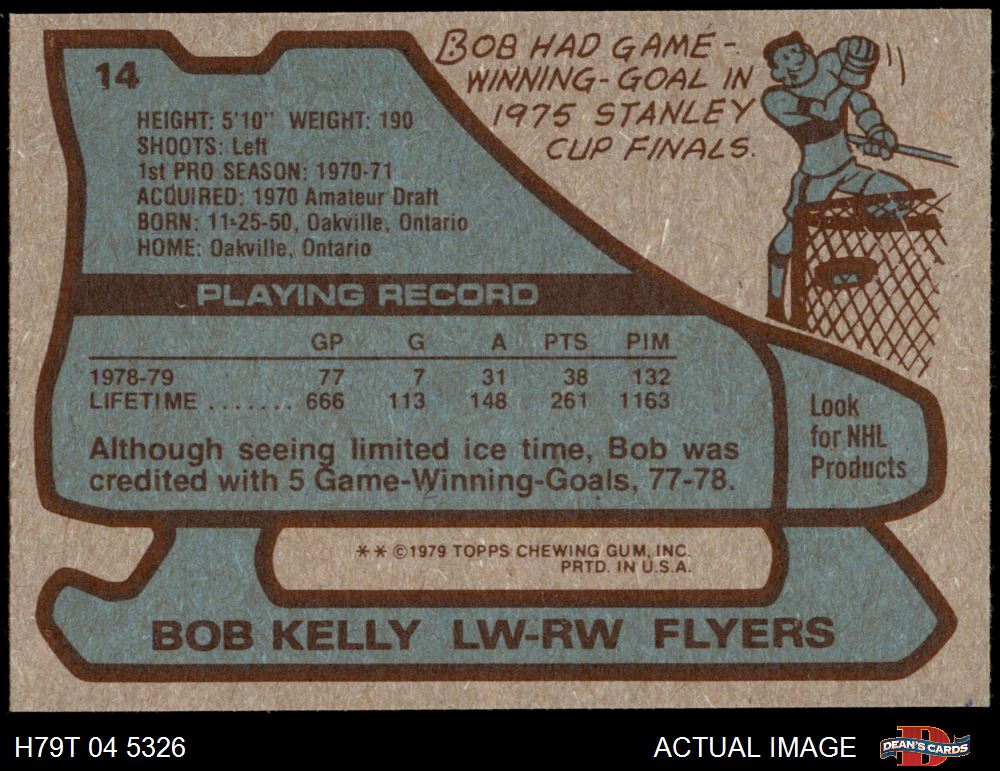 14
BOB HAD GAME-
WINNING-GOAL IN
1975 STANLEY
CUP FINALS.
HEIGHT: 5'10" WEIGHT: 190
SHOOTS: Left
1st PRO SEASON: 1970-71
ACQUIRED: 1970 Amateur Draft
BORN: 11-25-50, Oakville, Ontario
HOME: Oakville, Ontario
PLAYING RECORD
GP G A PTS PIM
1978-79 77 7 31 38 132
LIFETIME ....... 666 113 148 261 1163
Although seeing limited ice time, Bob was
credited with 5 Game-Winning-Goals, 77-78.
Look
for NHL
Products
** ©1979 TOPPS CHEWING GUM, INC.
PRTD. IN U.S.A.
BOB KELLY LW-RW FLYERS
H79T 04 5326
ACTUAL IMAGE
D
DEAN'S CARDS